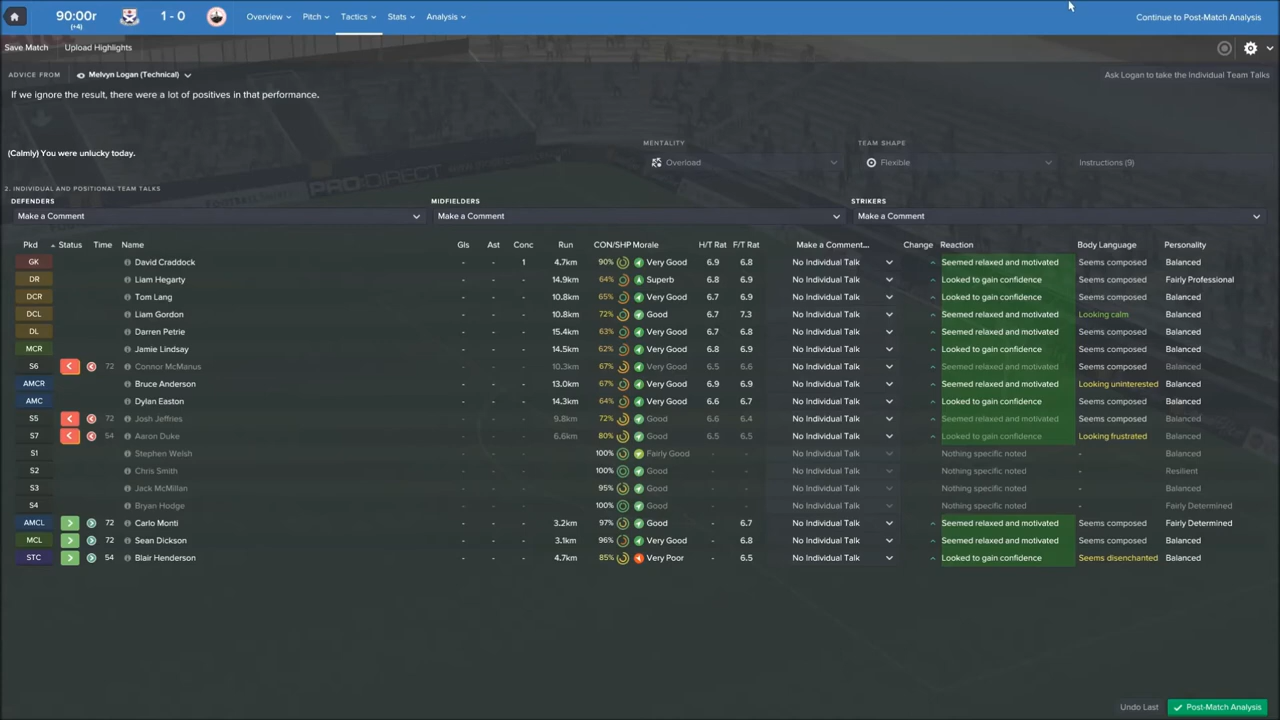 90:00r 1 - 0 Overview Pitch Tactics Stats Analysis Continue to Post-Match Analysis
(+4)
Save Match Upload Highlights
ADVICE FROM Melvyn Logan (Technical) Ask Logan to take the Individual Team Talks
If we ignore the result, there were a lot of positives in that performance.
MENTALITY TEAM SHAPE
(Calmly) You were unlucky today.
Overload Flexible Instructions (9)
2. INDIVIDUAL AND POSITIONAL TEAM TALKS
DEFENDERS MIDFIELDERS STRIKERS
Make a Comment Make a Comment Make a Comment
Pkd Status Time Name Gls Ast Conc Run CON/SHP Morale H/T Rat F/T Rat Make a Comment... Change Reaction Body Language Personality
GK David Craddock - - 1 4.7km 90% Very Good 6.9 6.8 No Individual Talk Seemed relaxed and motivated Seems composed Balanced
DR Liam Hegarty - - - 14.9km 64% Superb 6.8 6.9 No Individual Talk Looked to gain confidence Seems composed Fairly Professional
DCR Tom Lang - - - 10.8km 65% Very Good 6.7 6.9 No Individual Talk Looked to gain confidence Seems composed Balanced
DCL Liam Gordon - - - 10.8km 72% Good 6.7 7.3 No Individual Talk Seemed relaxed and motivated Looking calm Balanced
DL Darren Petrie - - - 15.4km 63% Very Good 6.7 6.8 No Individual Talk Seemed relaxed and motivated Seems composed Balanced
MCR Jamie Lindsay - - - 14.5km 62% Very Good 6.8 6.9 No Individual Talk Looked to gain confidence Seems composed Balanced
S6 72 Connor McManus - - - 10.3km 67% Very Good 6.5 6.6 No Individual Talk Seemed relaxed and motivated Seems composed Balanced
AMCR Bruce Anderson - - - 13.0km 67% Very Good 6.9 6.9 No Individual Talk Seemed relaxed and motivated Looking uninterested Balanced
AMC Dylan Easton - - - 14.3km 64% Very Good 6.6 6.7 No Individual Talk Looked to gain confidence Seems composed Balanced
S5 72 Josh Jeffries - - - 9.8km 72% Good 6.6 6.4 No Individual Talk Seemed relaxed and motivated Seems composed Balanced
S7 54 Aaron Duke - - - 6.6km 80% Good 6.5 6.5 No Individual Talk Looked to gain confidence Looking frustrated Balanced
S1 Stephen Welsh - - - - 100% Fairly Good - - No Individual Talk Nothing specific noted - Balanced
S2 Chris Smith - - - - 100% Good - - No Individual Talk Nothing specific noted - Resilient
S3 Jack McMillan - - - - 95% Good - - No Individual Talk Nothing specific noted - Balanced
S4 Bryan Hodge - - - - 100% Good - - No Individual Talk Nothing specific noted - Fairly Determined
AMCL 72 Carlo Monti - - - 3.2km 97% Good - 6.7 No Individual Talk Seemed relaxed and motivated Seems composed Fairly Determined
MCL 72 Sean Dickson - - - 3.1km 96% Very Good - 6.8 No Individual Talk Seemed relaxed and motivated Seems composed Balanced
STC 54 Blair Henderson - - - 4.7km 85% Very Poor - 6.5 No Individual Talk Looked to gain confidence Seems disenchanted Balanced
Undo Last Post-Match Analysis
PRO:DIRECT